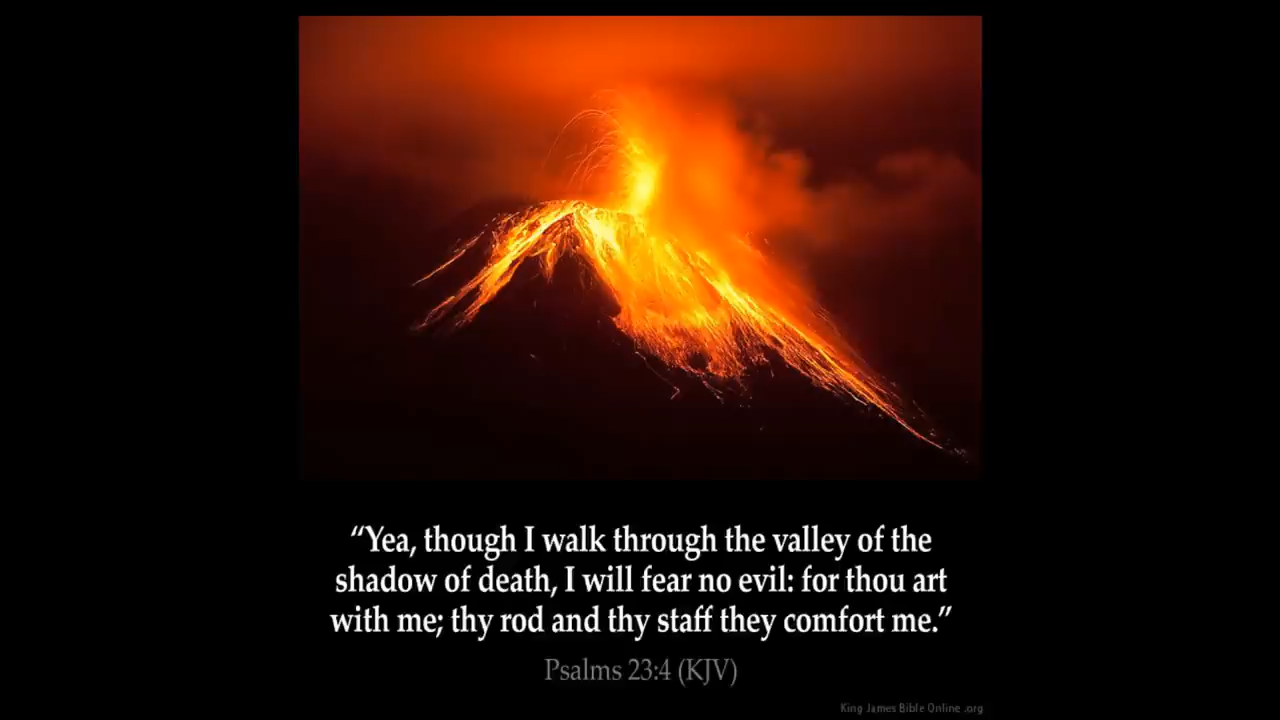 “Yea, though I walk through the valley of the
shadow of death, I will fear no evil: for thou art
with me; thy rod and thy staff they comfort me.”
Psalms 23:4 (KJV)
King James Bible Online .org